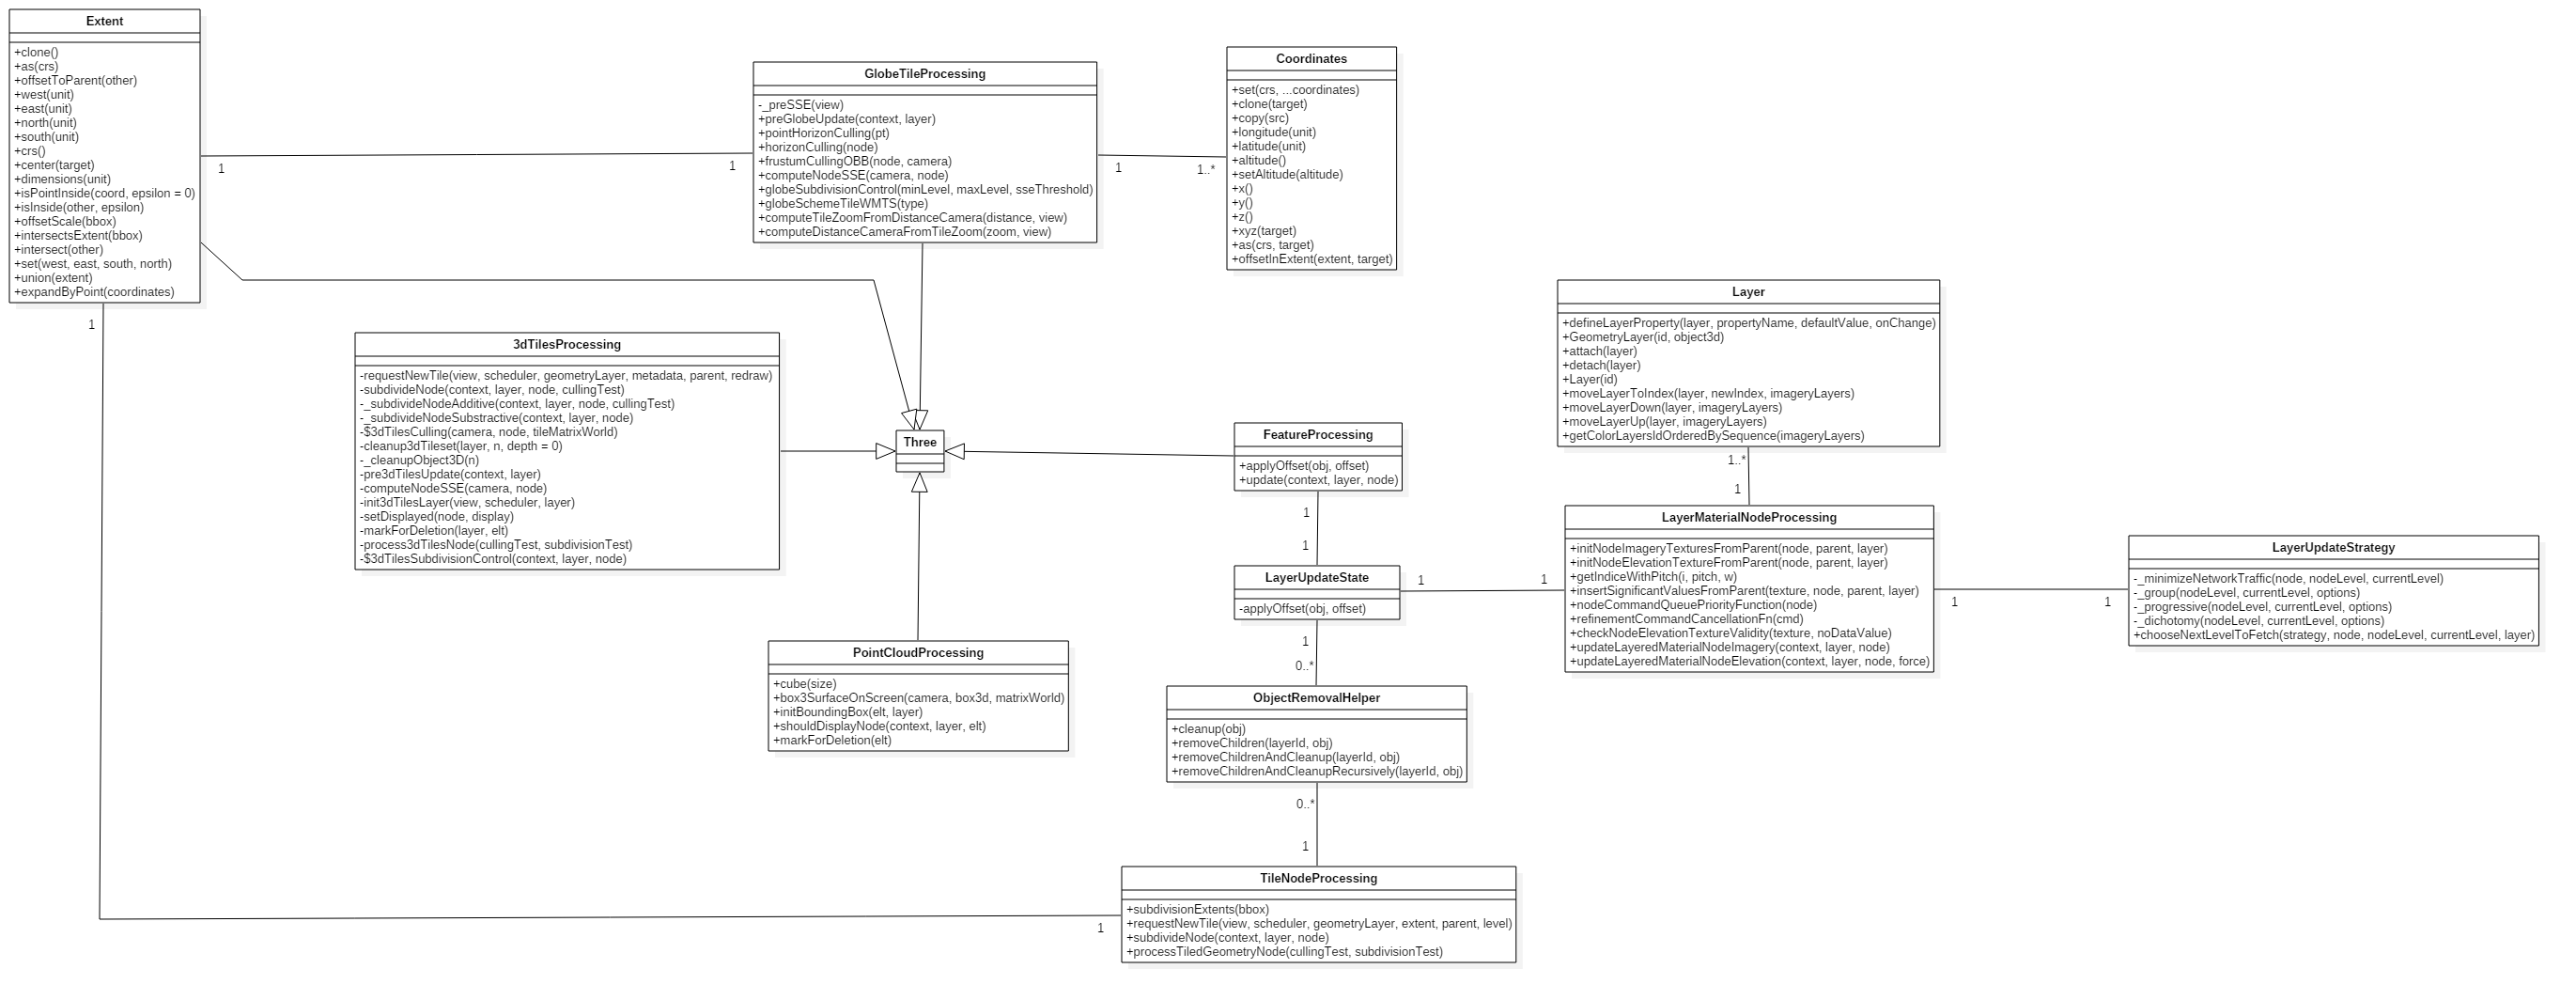 Extent
+clone()
+as(crs)
+offsetToParent(other)
+west(unit)
+east(unit)
+north(unit)
+south(unit)
+crs()
+center(target)
+dimensions(unit)
+isPointInside(coord, epsilon = 0)
+isInside(other, epsilon)
+offsetScale(bbox)
+intersectsExtent(bbox)
+intersect(other)
+set(west, east, south, north)
+union(extent)
+expandByPoint(coordinates)
1
1
1
GlobeTileProcessing
-_preSSE(view)
+preGlobeUpdate(context, layer)
+pointHorizonCulling(pt)
+horizonCulling(node)
+frustumCullingOBB(node, camera)
+computeNodeSSE(camera, node)
+globeSubdivisionControl(minLevel, maxLevel, sseThreshold)
+globeSchemeTileWMTS(type)
+computeTileZoomFromDistanceCamera(distance, view)
+computeDistanceCameraFromTileZoom(zoom, view)
1
1..*
Coordinates
+set(crs, ...coordinates)
+clone(target)
+copy(src)
+longitude(unit)
+latitude(unit)
+altitude()
+setAltitude(altitude)
+x()
+y()
+z()
+xyz(target)
+as(crs, target)
+offsetInExtent(extent, target)
3dTilesProcessing
-requestNewTile(view, scheduler, geometryLayer, metadata, parent, redraw)
-subdivideNode(context, layer, node, cullingTest)
-_subdivideNodeAdditive(context, layer, node, cullingTest)
-_subdivideNodeSubstractive(context, layer, node)
-$3dTilesCulling(camera, node, tileMatrixWorld)
-cleanup3dTileset(layer, n, depth = 0)
-_cleanupObject3D(n)
-pre3dTilesUpdate(context, layer)
-computeNodeSSE(camera, node)
-init3dTilesLayer(view, scheduler, layer)
-setDisplayed(node, display)
-markForDeletion(layer, elt)
-process3dTilesNode(cullingTest, subdivisionTest)
-$3dTilesSubdivisionControl(context, layer, node)
Three
PointCloudProcessing
+cube(size)
+box3SurfaceOnScreen(camera, box3d, matrixWorld)
+initBoundingBox(elt, layer)
+shouldDisplayNode(context, layer, elt)
+markForDeletion(elt)
FeatureProcessing
+applyOffset(obj, offset)
+update(context, layer, node)
1
1
LayerUpdateState
-applyOffset(obj, offset)
1
1
1
0..*
ObjectRemovalHelper
+cleanup(obj)
+removeChildren(layerId, obj)
+removeChildrenAndCleanup(layerId, obj)
+removeChildrenAndCleanupRecursively(layerId, obj)
0..*
1
TileNodeProcessing
+subdivisionExtents(bbox)
+requestNewTile(view, scheduler, geometryLayer, extent, parent, level)
+subdivideNode(context, layer, node)
+processTiledGeometryNode(cullingTest, subdivisionTest)
1
Layer
+defineLayerProperty(layer, propertyName, defaultValue, onChange)
+GeometryLayer(id, object3d)
+attach(layer)
+detach(layer)
+Layer(id)
+moveLayerToIndex(layer, newIndex, imageryLayers)
+moveLayerDown(layer, imageryLayers)
+moveLayerUp(layer, imageryLayers)
+getColorLayersIdOrderedBySequence(imageryLayers)
1..*
1
LayerMaterialNodeProcessing
+initNodeImageryTexturesFromParent(node, parent, layer)
+initNodeElevationTextureFromParent(node, parent, layer)
+getIndiceWithPitch(i, pitch, w)
+insertSignificantValuesFromParent(texture, node, parent, layer)
+nodeCommandQueuePriorityFunction(node)
+refinementCommandCancellationFn(cmd)
+checkNodeElevationTextureValidity(texture, noDataValue)
+updateLayeredMaterialNodeImagery(context, layer, node)
+updateLayeredMaterialNodeElevation(context, layer, node, force)
1
1
LayerUpdateStrategy
-_minimizeNetworkTraffic(node, nodeLevel, currentLevel)
-_group(nodeLevel, currentLevel, options)
-_progressive(nodeLevel, currentLevel, options)
-_dichotomy(nodeLevel, currentLevel, options)
+chooseNextLevelToFetch(strategy, node, nodeLevel, currentLevel, layer)